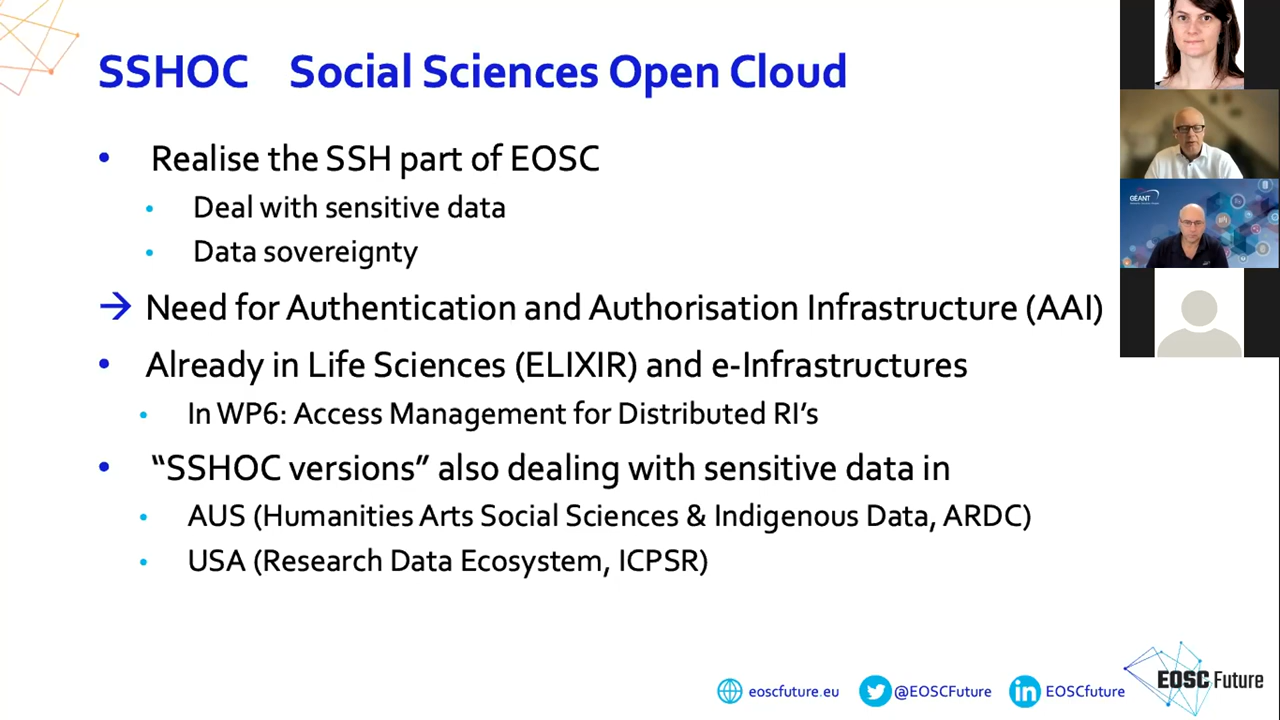 SSHOC Social Sciences Open Cloud
• Realise the SSH part of EOSC
• Deal with sensitive data
• Data sovereignty
→ Need for Authentication and Authorisation Infrastructure (AAI)
• Already in Life Sciences (ELIXIR) and e-Infrastructures
• In WP6: Access Management for Distributed RI's
• “SSHOC versions” also dealing with sensitive data in
• AUS (Humanities Arts Social Sciences & Indigenous Data, ARDC)
• USA (Research Data Ecosystem, ICPSR)
GÉANT
eoscfuture.eu @EOSCFuture EOSCfuture
EOSC Future